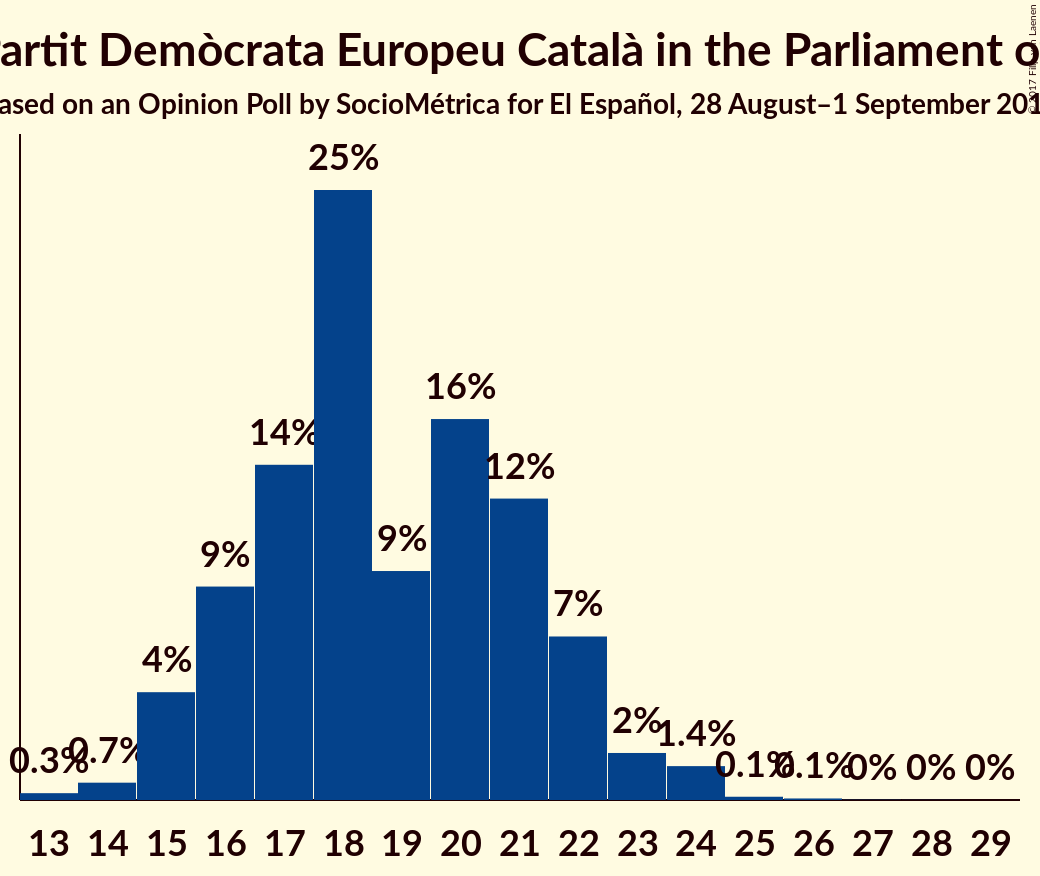 artit Demòcrata Europeu Català in the Parliament o
ased on an Opinion Poll by SocioMétrica for El Español, 28 August–1 September 201
25%
16%
14%
12%
9%
9%
7%
4%
2%
1.4%
0.3% 0.7% 0.1% 0.1% 0% 0% 0%
13 14 15 16 17 18 19 20 21 22 23 24 25 26 27 28 29